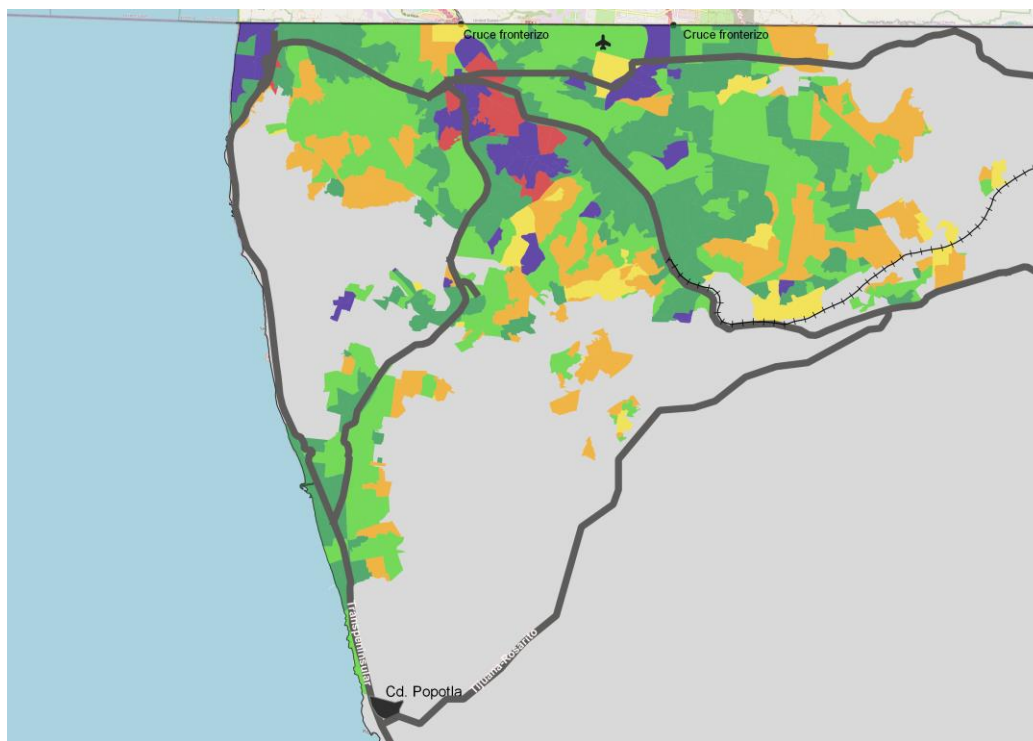 Cruce fronterizo
Cruce fronterizo
Transpeninsular
Tijuana-Rosarito
Cd. Popotla